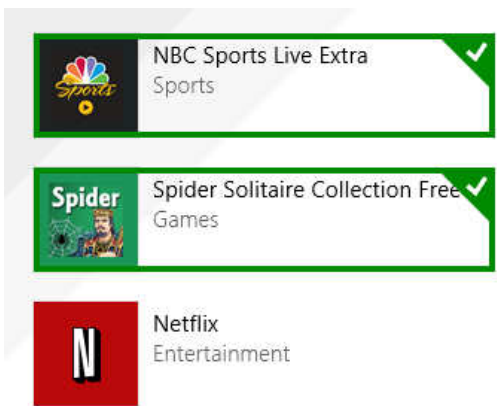 Sports
NBC Sports Live Extra
Sports
Spider
Spider Solitaire Collection Free
Games
N
Netflix
Entertainment